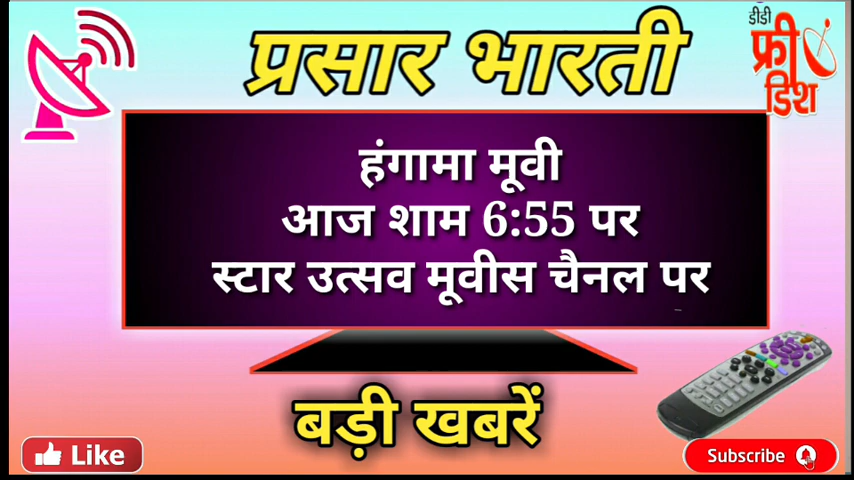 प्रसार भारती
डीडी
फ्री
डिश
हंगामा मूवी
आज शाम 6:55 पर
स्टार उत्सव मूवीस चैनल पर
बड़ी खबरें
Like
Subscribe